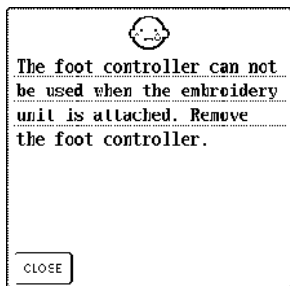 The foot controller can not
be used when the embroidery
unit is attached. Remove
the foot controller.
CLOSE